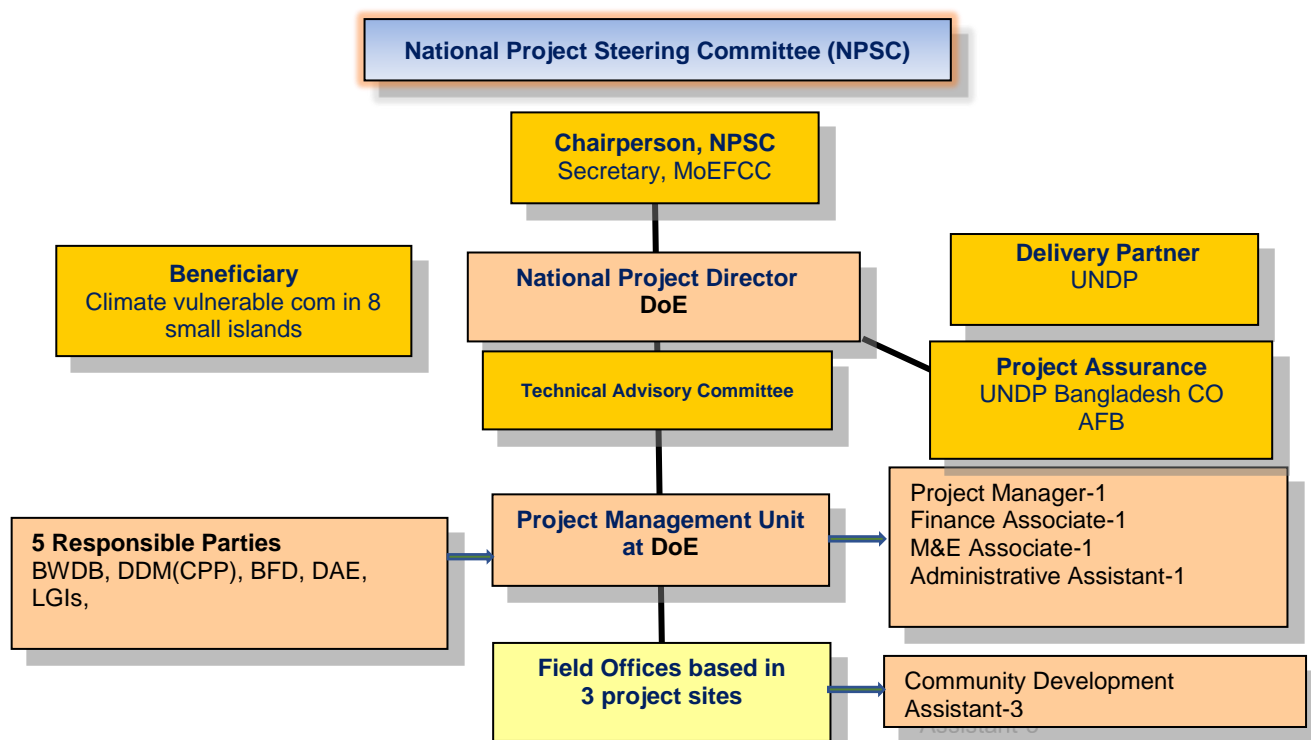 National Project Steering Committee (NPSC)
Chairperson, NPSC
Secretary, MoEFCC
Beneficiary
Climate vulnerable com in 8
small islands
National Project Director
DoE
Delivery Partner
UNDP
Technical Advisory Committee
Project Assurance
UNDP Bangladesh CO
AFB
5 Responsible Parties
BWDB, DDM(CPP), BFD, DAE,
LGIs,
Project Management Unit
at DoE
Project Manager-1
Finance Associate-1
M&E Associate-1
Administrative Assistant-1
Field Offices based in
3 project sites
Community Development
Assistant-3